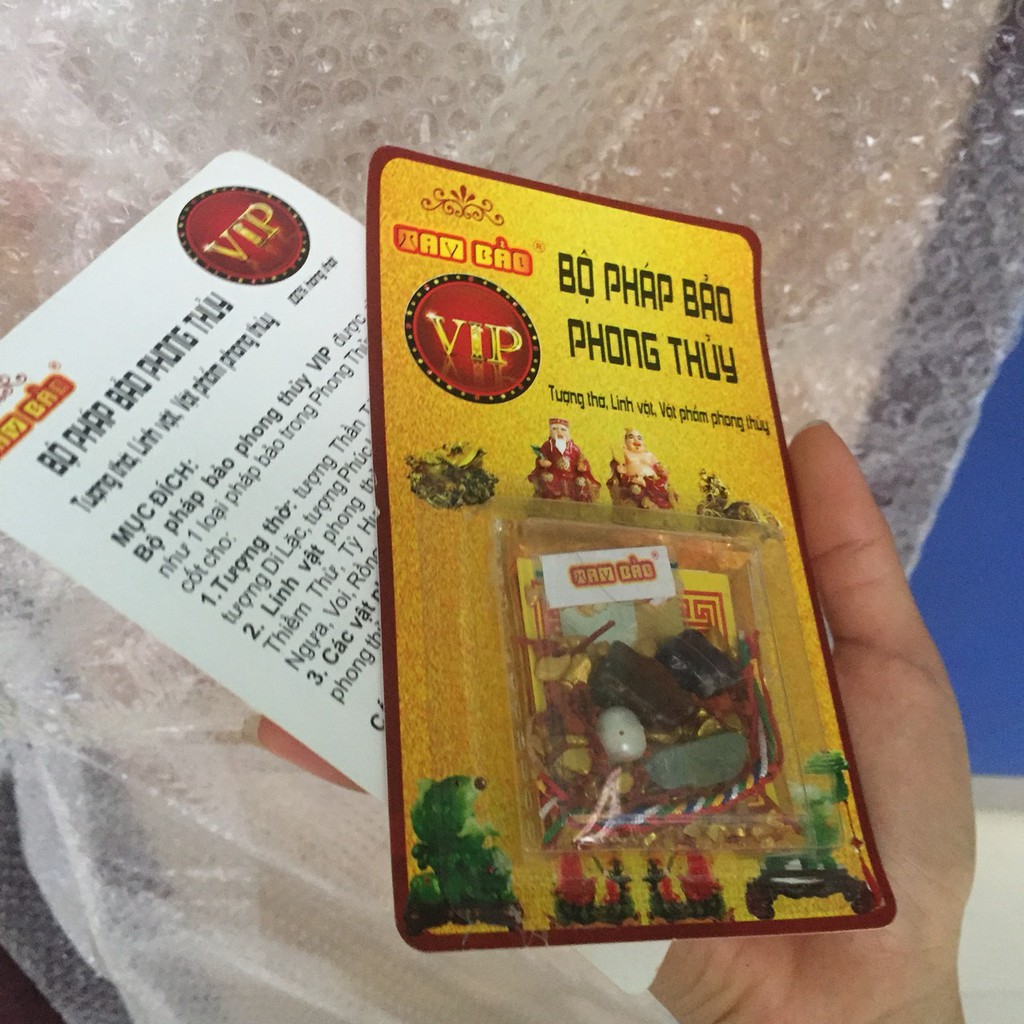 TAM BẢO
®
VIP
BỘ PHÁP BẢO
PHONG THỦY
Tượng thờ, Linh vật, Vật phẩm phong thủy
TAM BẢO
VIP
TAM BẢO
®
BỘ PHÁP BẢO PHONG THỦY
Tượng thờ, Linh vật, Vật phẩm phong thủy
MỤC ĐÍCH:
Bộ pháp bảo phong thủy VIP được
như 1 loại pháp bảo trong Phong Thủy
cốt cho:
1. Tượng thờ: tượng Thần
tượng Di Lặc, tượng Phúc
2. Linh vật phong
Thiềm Thừ, Tỳ
Ngựa, Voi, Rồng
3. Các vật
phong